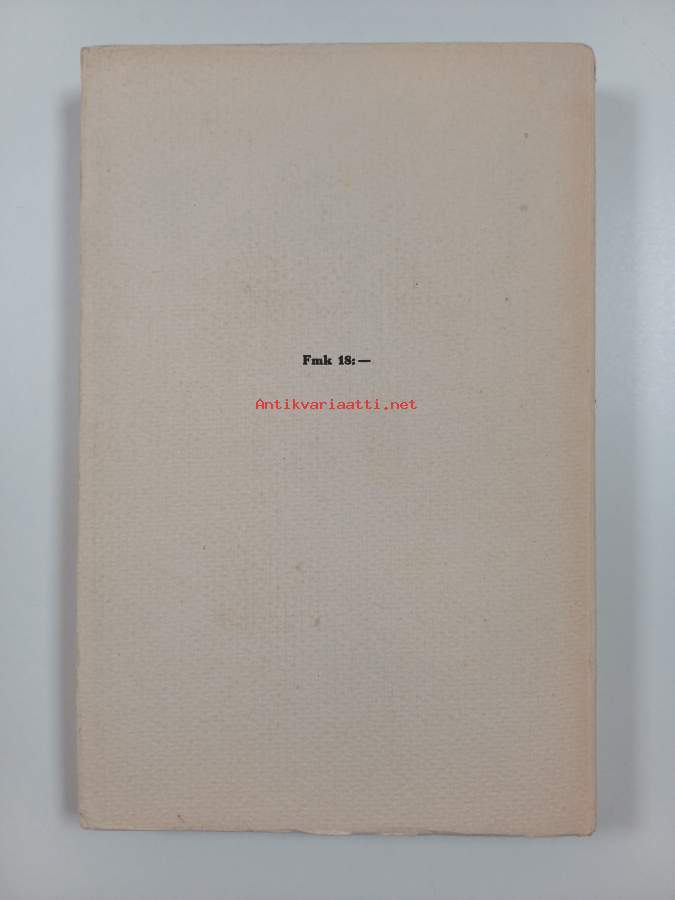 Fmk 18:—
Antikvariaatti.net